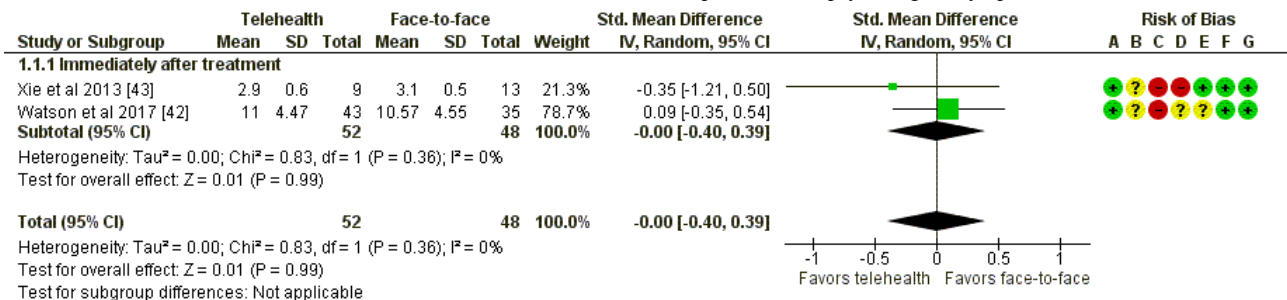 Telehealth Face-to-face Std. Mean Difference Std. Mean Difference Risk of Bias
Study or Subgroup Mean SD Total Mean SD Total Weight IV, Random, 95% CI IV, Random, 95% CI A B C D E F G
1.1.1 Immediately after treatment
Xie et al 2013 [43] 2.9 0.6 9 3.1 0.5 13 21.3% -0.35 [-1.21, 0.50] + ? - - + + +
Watson et al 2017 [42] 11 4.47 43 10.57 4.55 35 78.7% 0.09 [-0.35, 0.54] + ? - ? ? + +
Subtotal (95% CI) 52 48 100.0% -0.00 [-0.40, 0.39]
Heterogeneity: Tau² = 0.00; Chi² = 0.83, df = 1 (P = 0.36); I² = 0%
Test for overall effect: Z = 0.01 (P = 0.99)
Total (95% CI) 52 48 100.0% -0.00 [-0.40, 0.39]
Heterogeneity: Tau² = 0.00; Chi² = 0.83, df = 1 (P = 0.36); I² = 0%
Test for overall effect: Z = 0.01 (P = 0.99)
Test for subgroup differences: Not applicable
-1 -0.5 0 0.5 1
Favors telehealth Favors face-to-face